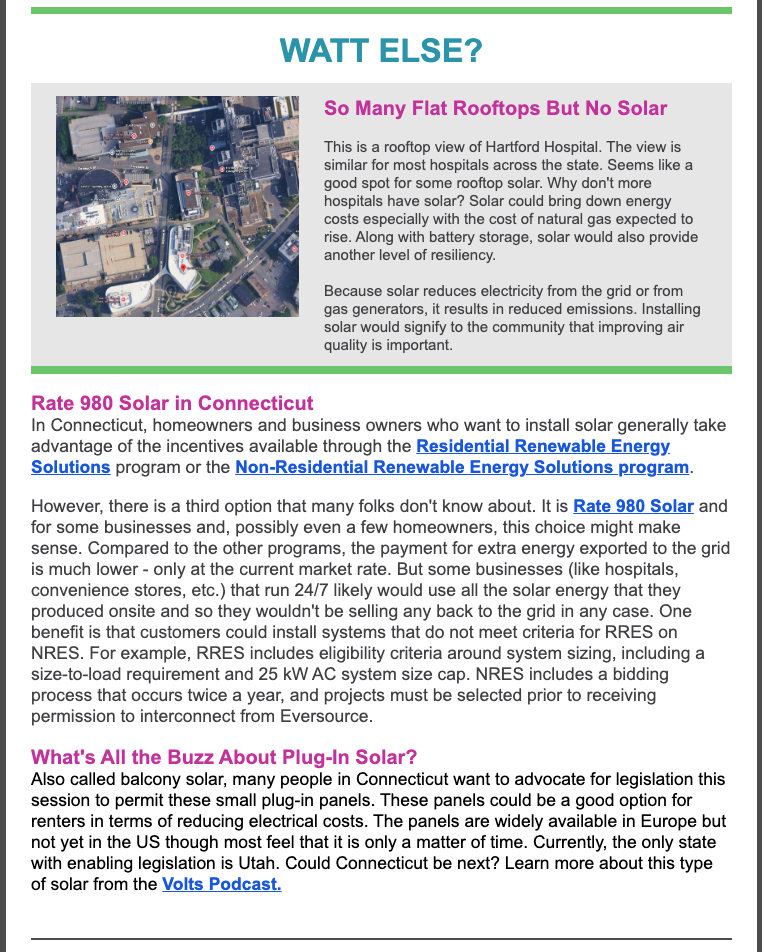 WATT ELSE?
So Many Flat Rooftops But No Solar
This is a rooftop view of Hartford Hospital. The view is
similar for most hospitals across the state. Seems like a
good spot for some rooftop solar. Why don't more
hospitals have solar? Solar could bring down energy
costs especially with the cost of natural gas expected to
rise. Along with battery storage, solar would also provide
another level of resiliency.
Because solar reduces electricity from the grid or from
gas generators, it results in reduced emissions. Installing
solar would signify to the community that improving air
quality is important.
Rate 980 Solar in Connecticut
In Connecticut, homeowners and business owners who want to install solar generally take
advantage of the incentives available through the Residential Renewable Energy
Solutions program or the Non-Residential Renewable Energy Solutions program.
However, there is a third option that many folks don't know about. It is Rate 980 Solar and
for some businesses and, possibly even a few homeowners, this choice might make
sense. Compared to the other programs, the payment for extra energy exported to the grid
is much lower - only at the current market rate. But some businesses (like hospitals,
convenience stores, etc.) that run 24/7 likely would use all the solar energy that they
produced onsite and so they wouldn't be selling any back to the grid in any case. One
benefit is that customers could install systems that do not meet criteria for RRES on
NRES. For example, RRES includes eligibility criteria around system sizing, including a
size-to-load requirement and 25 kW AC system size cap. NRES includes a bidding
process that occurs twice a year, and projects must be selected prior to receiving
permission to interconnect from Eversource.
What's All the Buzz About Plug-In Solar?
Also called balcony solar, many people in Connecticut want to advocate for legislation this
session to permit these small plug-in panels. These panels could be a good option for
renters in terms of reducing electrical costs. The panels are widely available in Europe but
not yet in the US though most feel that it is only a matter of time. Currently, the only state
with enabling legislation is Utah. Could Connecticut be next? Learn more about this type
of solar from the Volts Podcast.